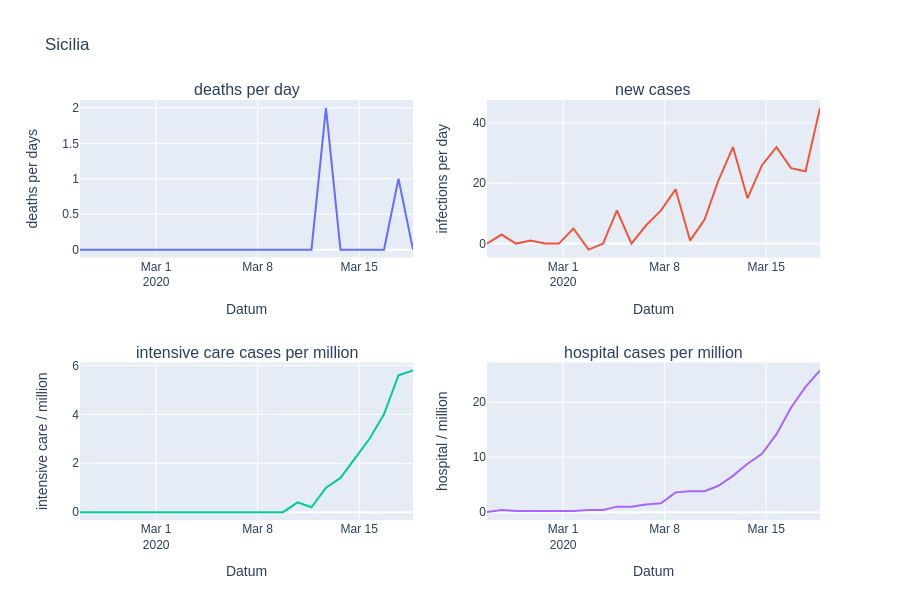 Sicilia
deaths per day
deaths per days
2
1.5
1
0.5
0
Mar 1
2020
Mar 8
Mar 15
Datum
new cases
infections per day
40
20
0
Mar 1
2020
Mar 8
Mar 15
Datum
intensive care cases per million
intensive care / million
6
4
2
0
Mar 1
2020
Mar 8
Mar 15
Datum
hospital cases per million
hospital / million
20
10
0
Mar 1
2020
Mar 8
Mar 15
Datum